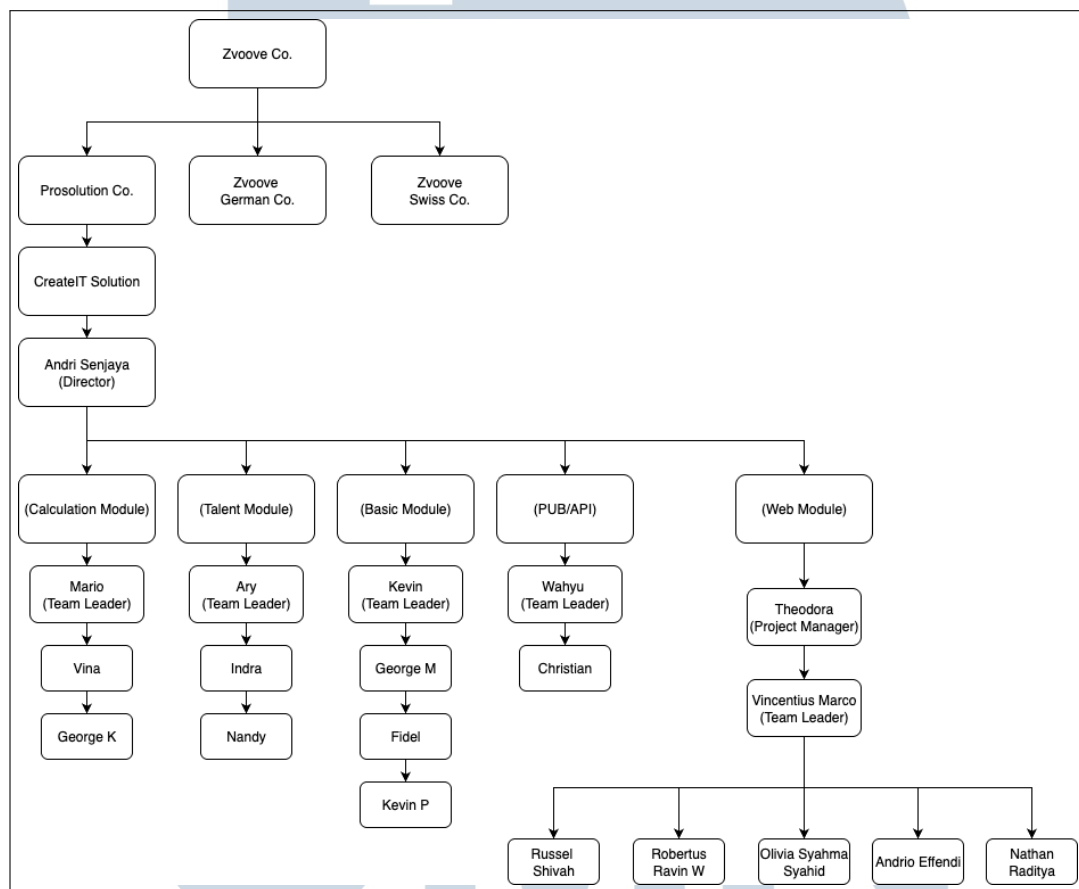 Zvoove Co.
Prosolution Co.
Zvoove
German Co.
Zvoove
Swiss Co.
CreateIT Solution
Andri Senjaya
(Director)
(Calculation Module)
(Talent Module)
(Basic Module)
(PUB/API)
(Web Module)
Mario
(Team Leader)
Ary
(Team Leader)
Kevin
(Team Leader)
Wahyu
(Team Leader)
Theodora
(Project Manager)
Vina
Indra
George M
Christian
Vincentius Marco
(Team Leader)
George K
Nandy
Fidel
Kevin P
Russel
Shivah
Robertus
Ravin W
Olivia Syahma
Syahid
Andrio Effendi
Nathan
Raditya